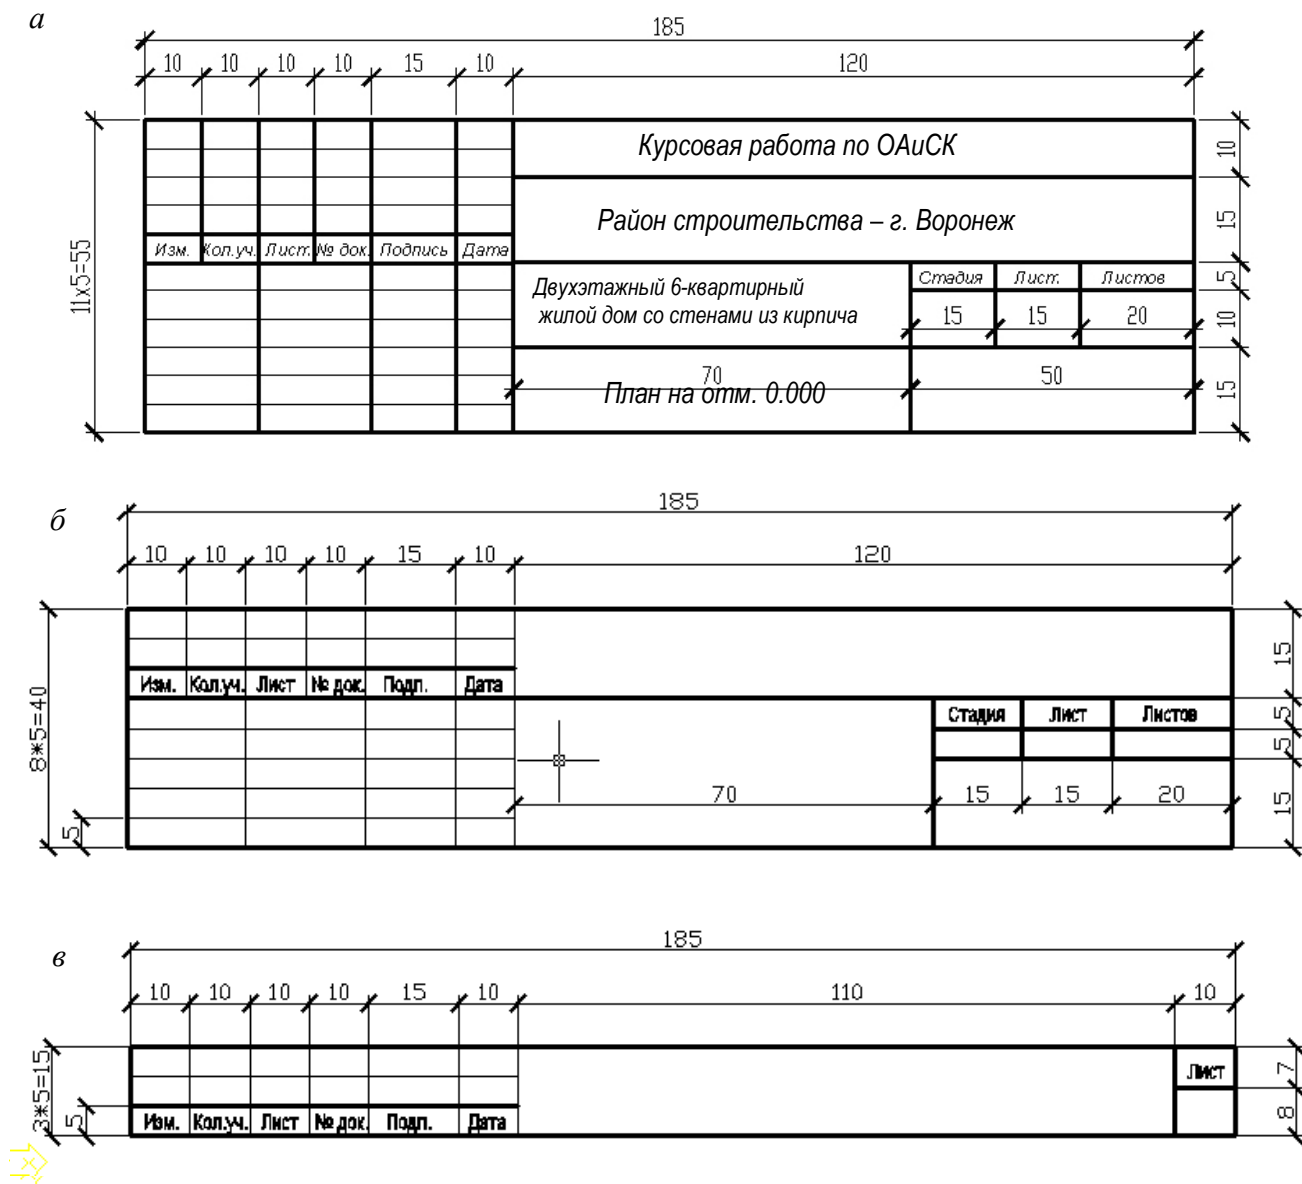 а
185
10 10 10 10 15 10 120
Курсовая работа по ОАиСК
10
Район строительства – г. Воронеж
15
11х5=55
Изм. Кол.уч. Лист. № док. Подпись Дата
Двухэтажный 6-квартирный
жилой дом со стенами из кирпича
Стадия Лист. Листов
5
15 15 20
10
70 50
План на отм. 0.000
15
б
185
10 10 10 10 15 10 120
15
8*5=40
Изм. Кол.уч. Лист № док. Подп. Дата
Стадия Лист Листов
5
5
70 15 15 20
15
5
в
185
10 10 10 10 15 10 110 10
3*5=15
Лист
7
5
Изм. Кол.уч. Лист № док. Подп. Дата
8
X